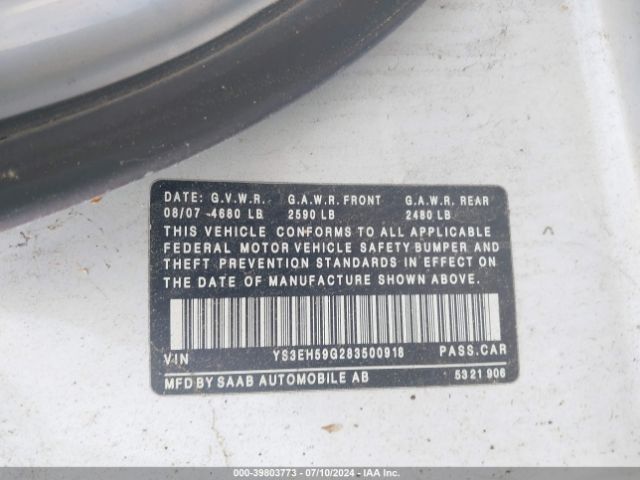 DATE: G.V.W.R. G.A.W.R. FRONT G.A.W.R. REAR
08/07 -4680 LB 2590 LB 2480 LB
THIS VEHICLE CONFORMS TO ALL APPLICABLE
FEDERAL MOTOR VEHICLE SAFETY BUMPER AND
THEFT PREVENTION STANDARDS IN EFFECT ON
THE DATE OF MANUFACTURE SHOWN ABOVE.
VIN YS3EH59G283500918 PASS.CAR
MFD BY SAAB AUTOMOBILE AB 5321906
000-39803773 - 07/10/2024 - IAA Inc.